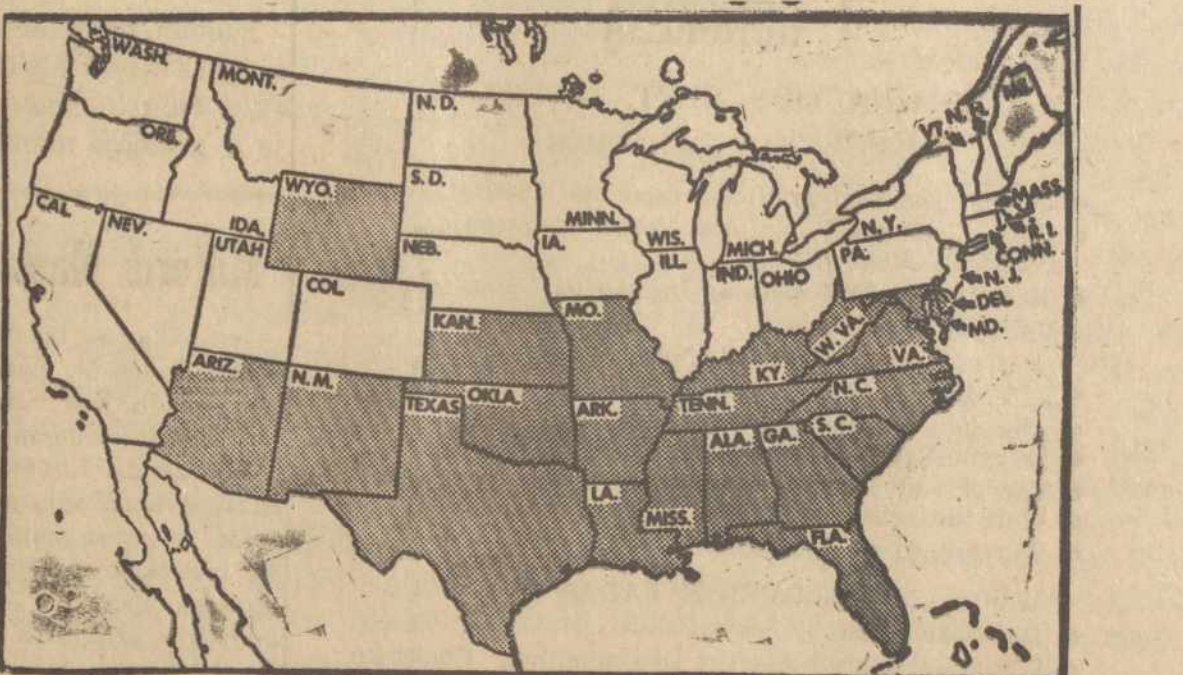 WASH.
MONT.
N. D.
ORE.
S. D.
WYO.
IDA.
CAL.
NEV.
UTAH
NEB.
MINN.
IA.
WIS.
MICH.
ILL.
IND.
OHIO
PA.
N. Y.
VT.
N. H.
ME.
MASS.
R. I.
CONN.
N. J.
DEL
MD.
COL.
KAN.
MO.
W. VA.
VA.
KY.
ARIZ.
N. M.
TEXAS
OKLA.
ARK.
TENN.
N. C.
S. C.
ALA.
GA.
LA.
MISS.
FLA.